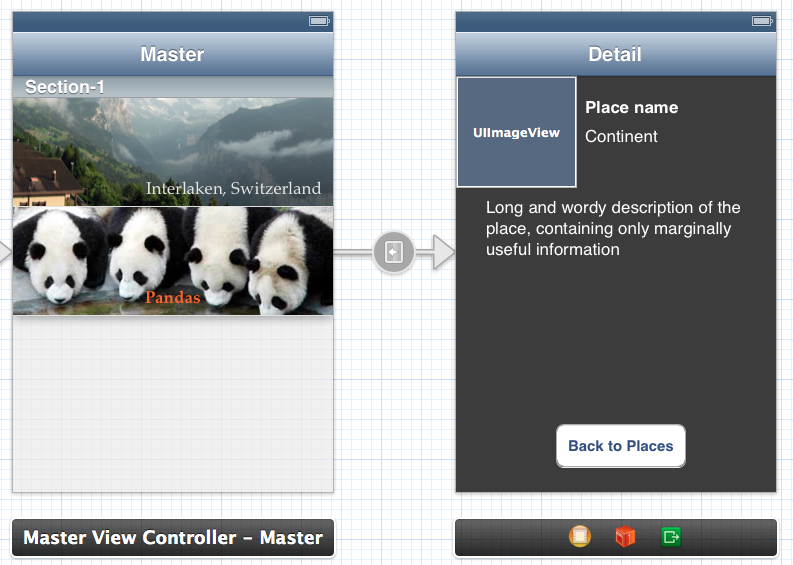 Master
Section-1
Interlaken, Switzerland
Pandas
Master View Controller – Master
Detail
UIImageView
Place name
Continent
Long and wordy description of the
place, containing only marginally
useful information
Back to Places